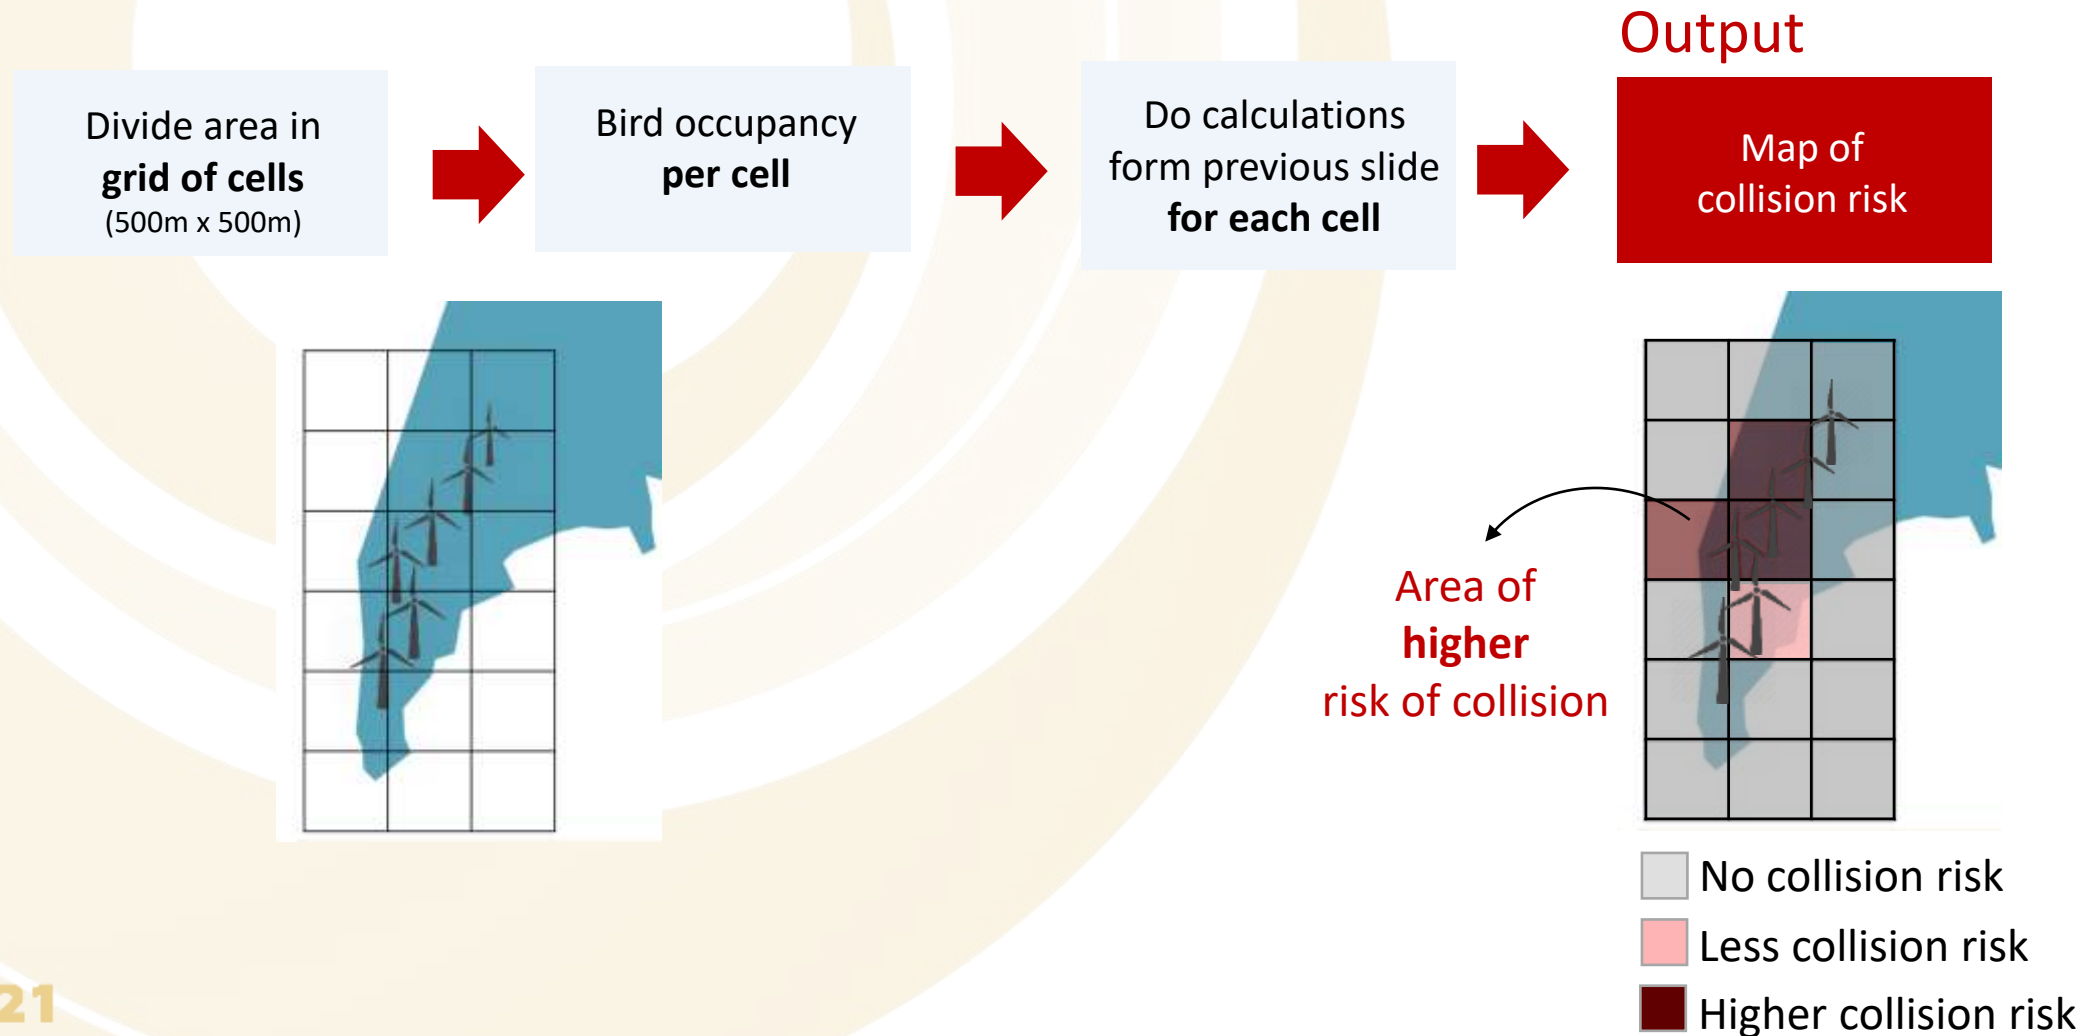 Output
Divide area in
grid of cells
(500m x 500m)
Bird occupancy
per cell
Do calculations
form previous slide
for each cell
Map of
collision risk
Area of
higher
risk of collision
No collision risk
Less collision risk
Higher collision risk
21